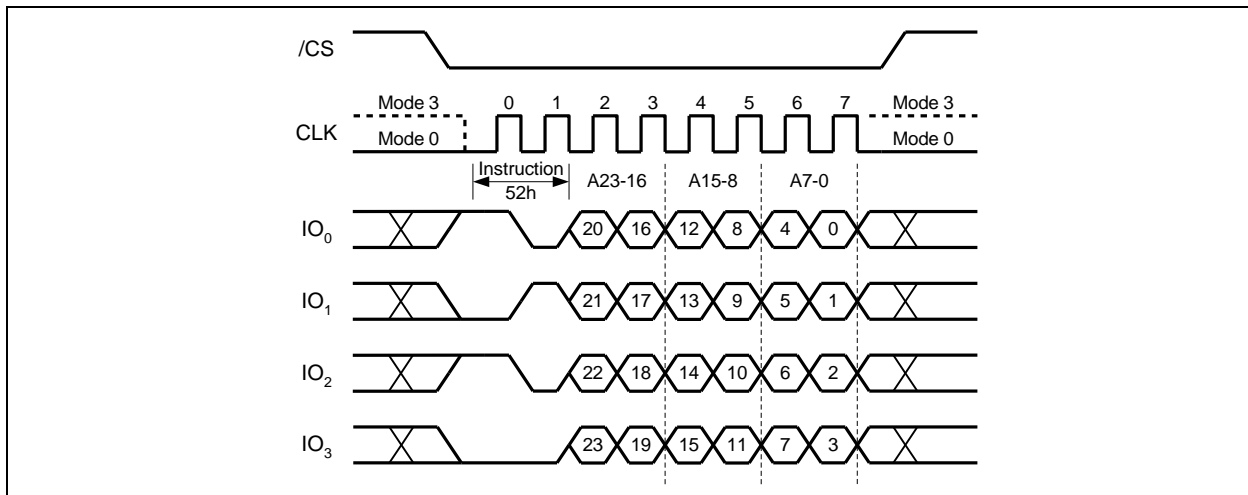 /CS
Mode 3 0 1 2 3 4 5 6 7 Mode 3
CLK
Mode 0 Mode 0
Instruction
52h
A23-16 A15-8 A7-0
IO0 20 16 12 8 4 0
IO1 21 17 13 9 5 1
IO2 22 18 14 10 6 2
IO3 23 19 15 11 7 3